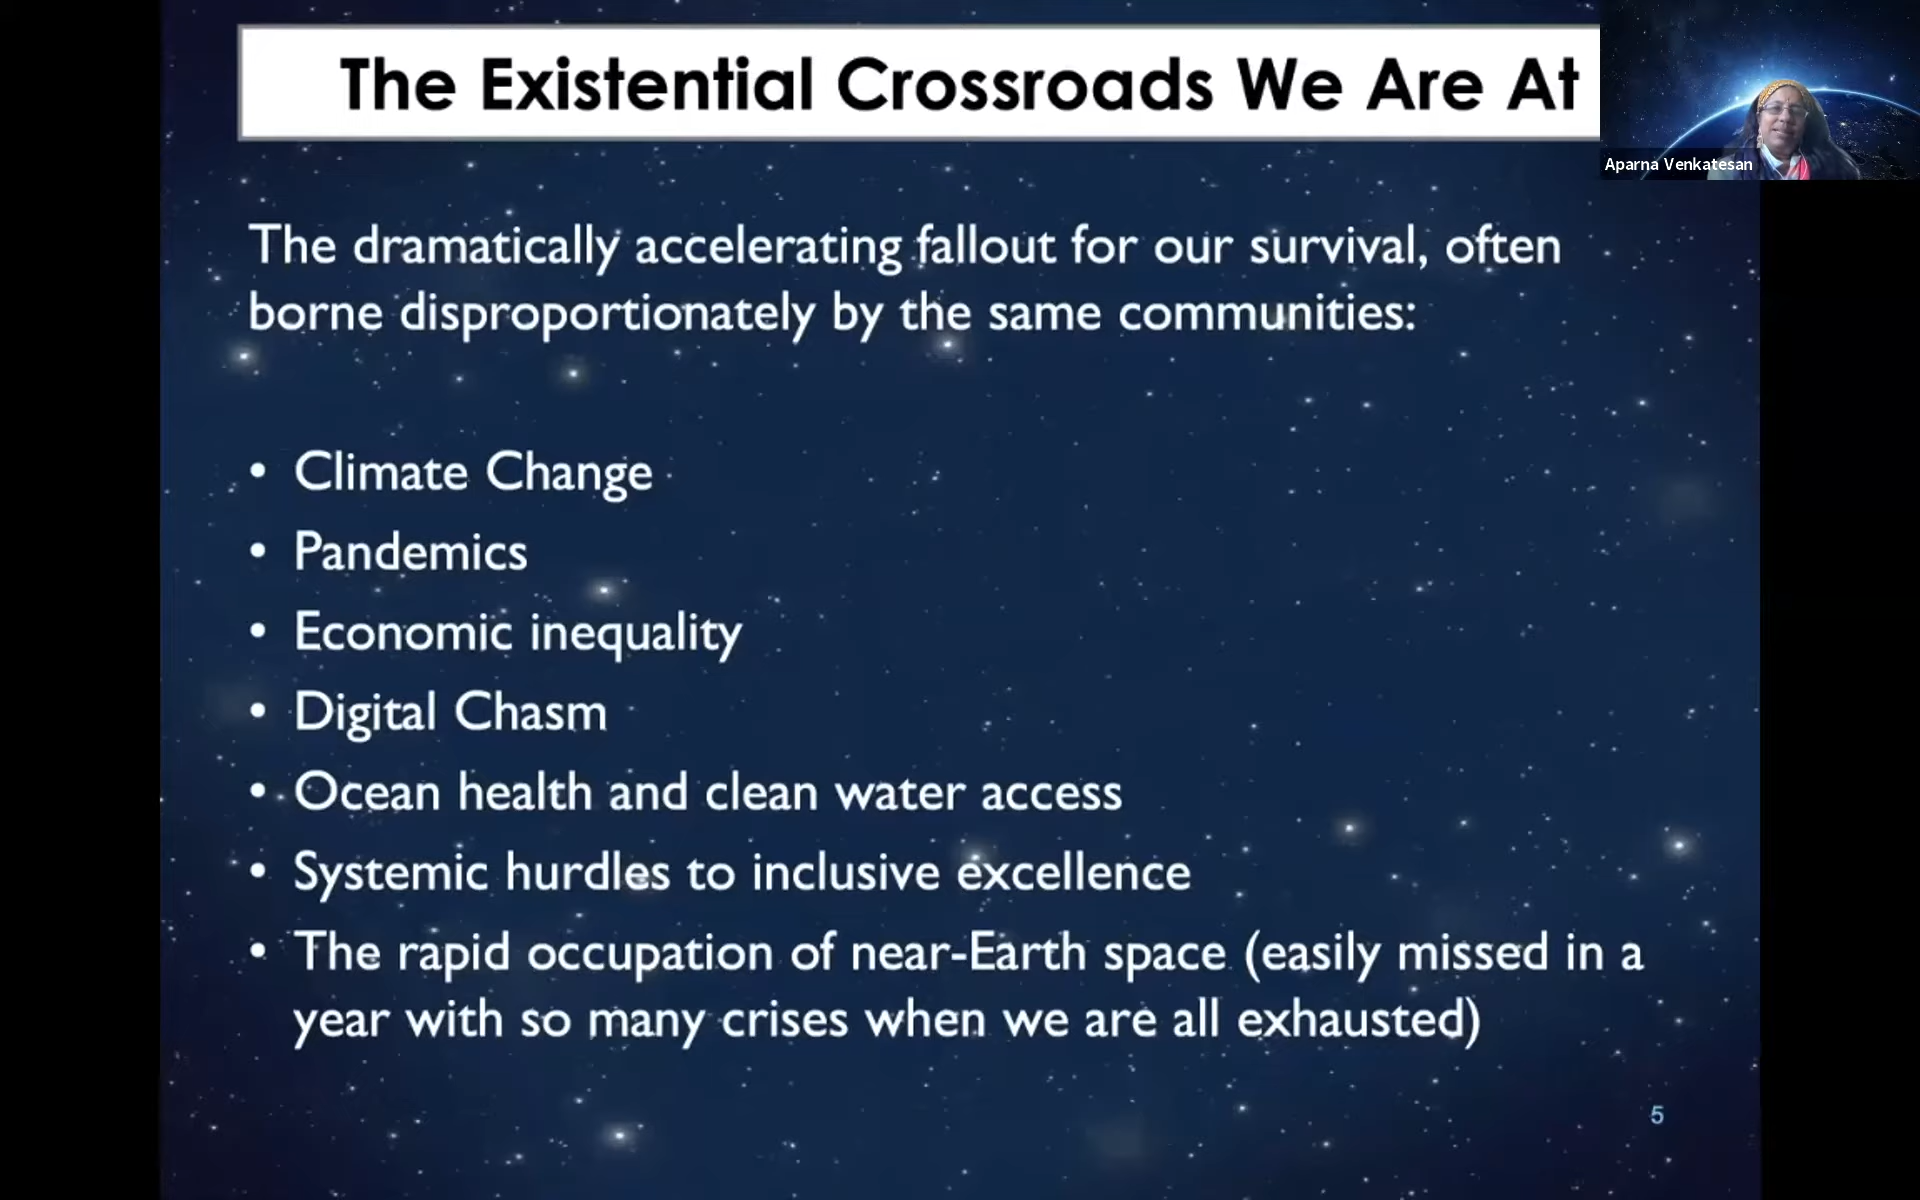 The Existential Crossroads We Are At
Aparna Venkatesan
The dramatically accelerating fallout for our survival, often
borne disproportionately by the same communities:
• Climate Change
• Pandemics
• Economic inequality
• Digital Chasm
• Ocean health and clean water access
• Systemic hurdles to inclusive excellence
• The rapid occupation of near-Earth space (easily missed in a
year with so many crises when we are all exhausted)
5